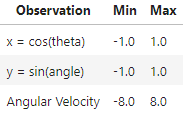 Observation Min Max
x = cos(theta) -1.0 1.0
y = sin(angle) -1.0 1.0
Angular Velocity -8.0 8.0